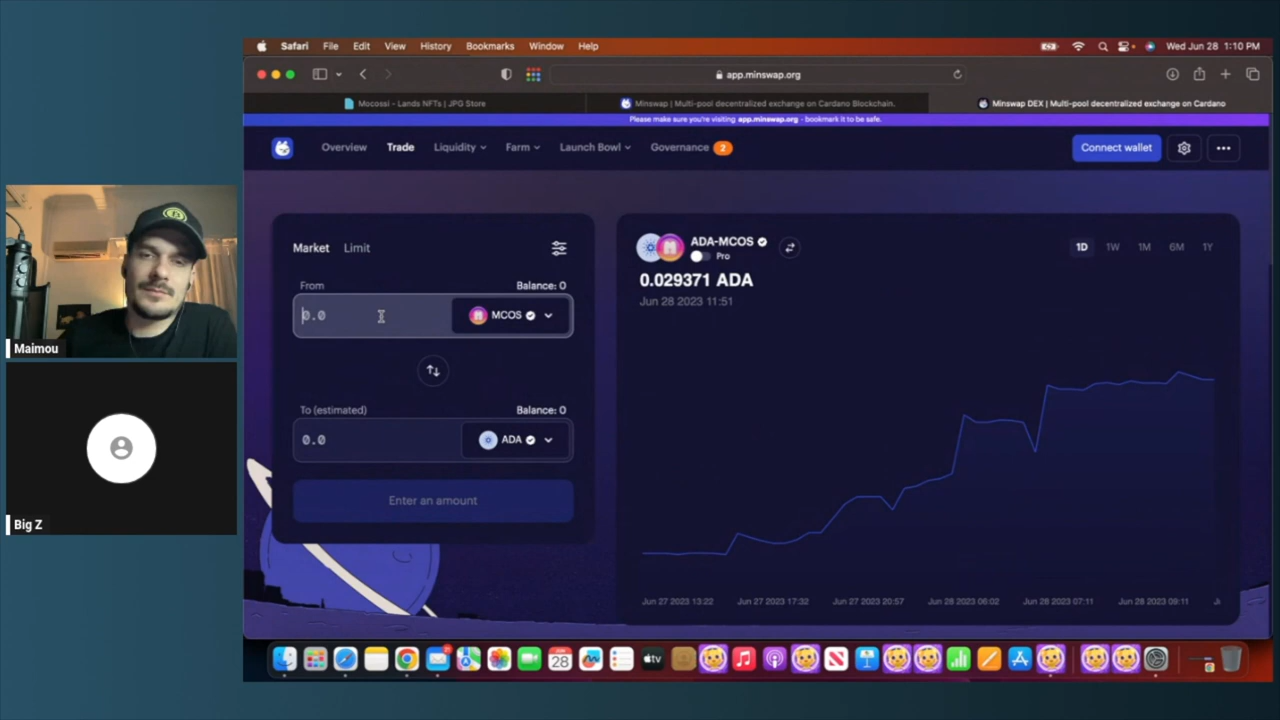 Safari File Edit View History Bookmarks Window Help Wed Jun 28 1:10 PM
app.minswap.org
Mocossi - Lands NFTs | JPG Store
Minswap | Multi-pool decentralized exchange on Cardano Blockchain.
Minswap DEX | Multi-pool decentralized exchange on Cardano
Please make sure you're visiting app.minswap.org - bookmark it to be safe.
Overview Trade Liquidity Farm Launch Bowl Governance 2 Connect wallet
Market Limit
From Balance: 0
0.0 MCOS
To (estimated) Balance: 0
0.0 ADA
Enter an amount
ADA-MCOS
Pro
1D 1W 1M 6M 1Y
0.029371 ADA
Jun 28 2023 11:51
Jun 27 2023 13:22 Jun 27 2023 17:32 Jun 27 2023 20:57 Jun 28 2023 06:02 Jun 28 2023 07:11 Jun 28 2023 09:11
Maimou
Big Z
28
tv